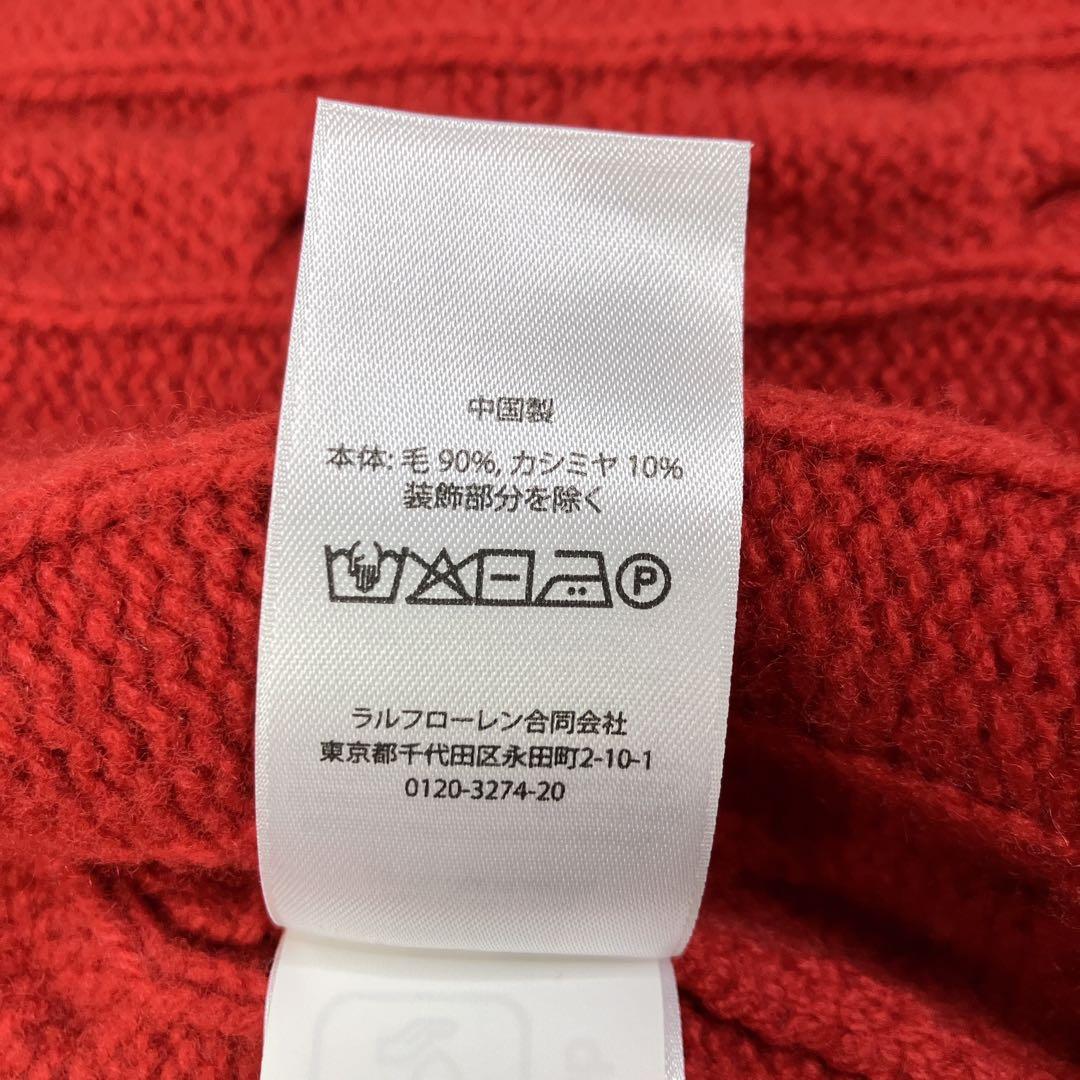 中国製
本体: 毛 90%, カシミヤ 10%
装飾部分を除く
P
ラルフローレン合同会社
東京都千代田区永田町2-10-1
0120-3274-20